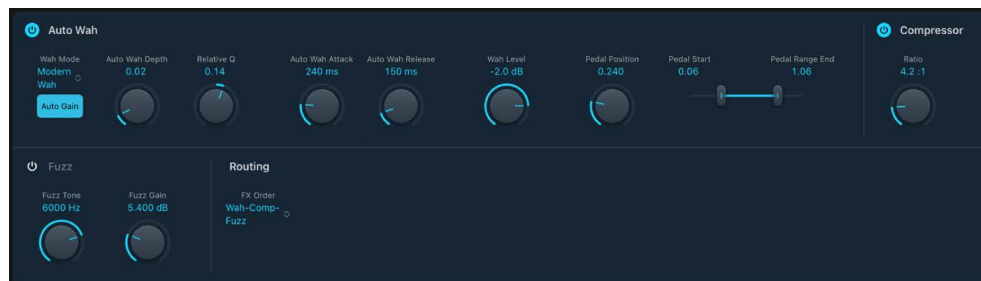 Auto Wah
Compressor
Wah Mode
Modern
Wah
Auto Gain
Auto Wah Depth
0.02
Relative Q
0.14
Auto Wah Attack
240 ms
Auto Wah Release
150 ms
Wah Level
-2.0 dB
Pedal Position
0.240
Pedal Start
0.06
Pedal Range End
1.06
Ratio
4.2 :1
Fuzz
Routing
Fuzz Tone
6000 Hz
Fuzz Gain
5.400 dB
FX Order
Wah-Comp-
Fuzz